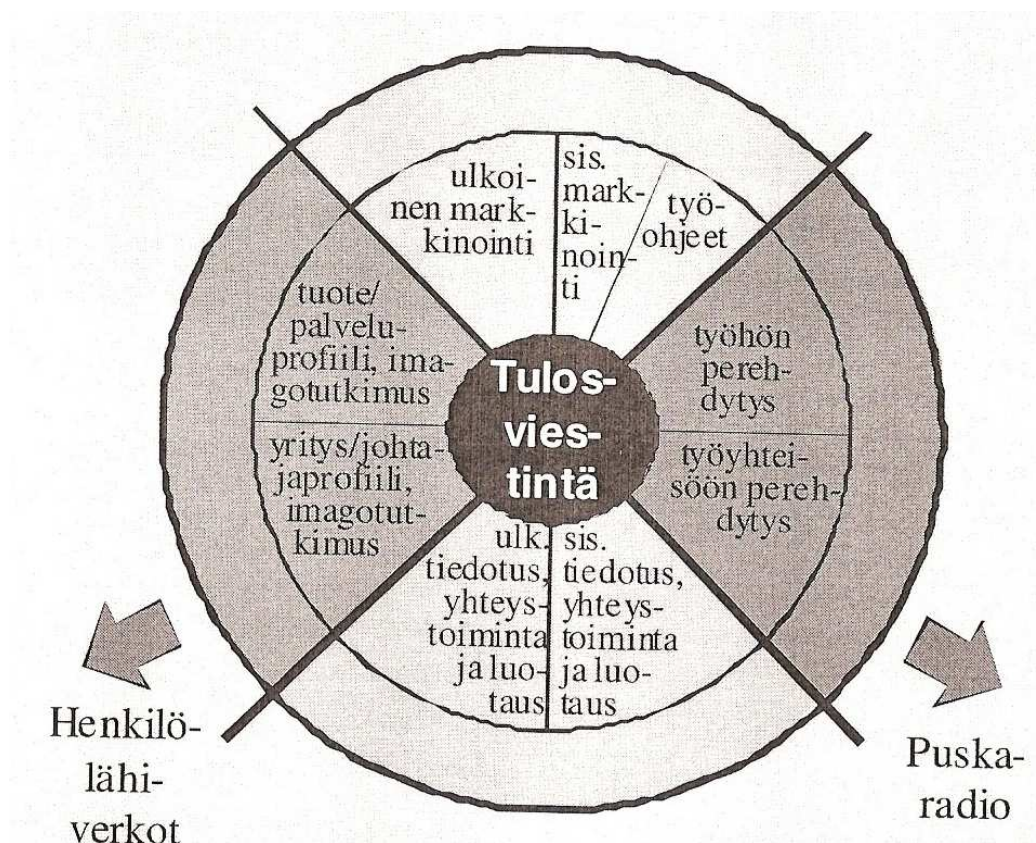 ulkoi-
nen mark-
kinointi
sis.
mark-
ki-
noin-
ti
työ-
ohjeet
tuote/
palvelu-
profiili, ima-
gotutkimus
Tulos-
vies-
tintä
työhön
pereh-
dytys
yritys/johta-
japrofiili,
imagotut-
kimus
työyhtei-
söön pereh-
dytys
ulk.
tiedotus,
yhteys-
toiminta
ja luo-
taus
sis.
tiedotus,
yhteys-
toiminta
ja luo-
taus
Henkilö-
lähi-
verkot
Puska-
radio